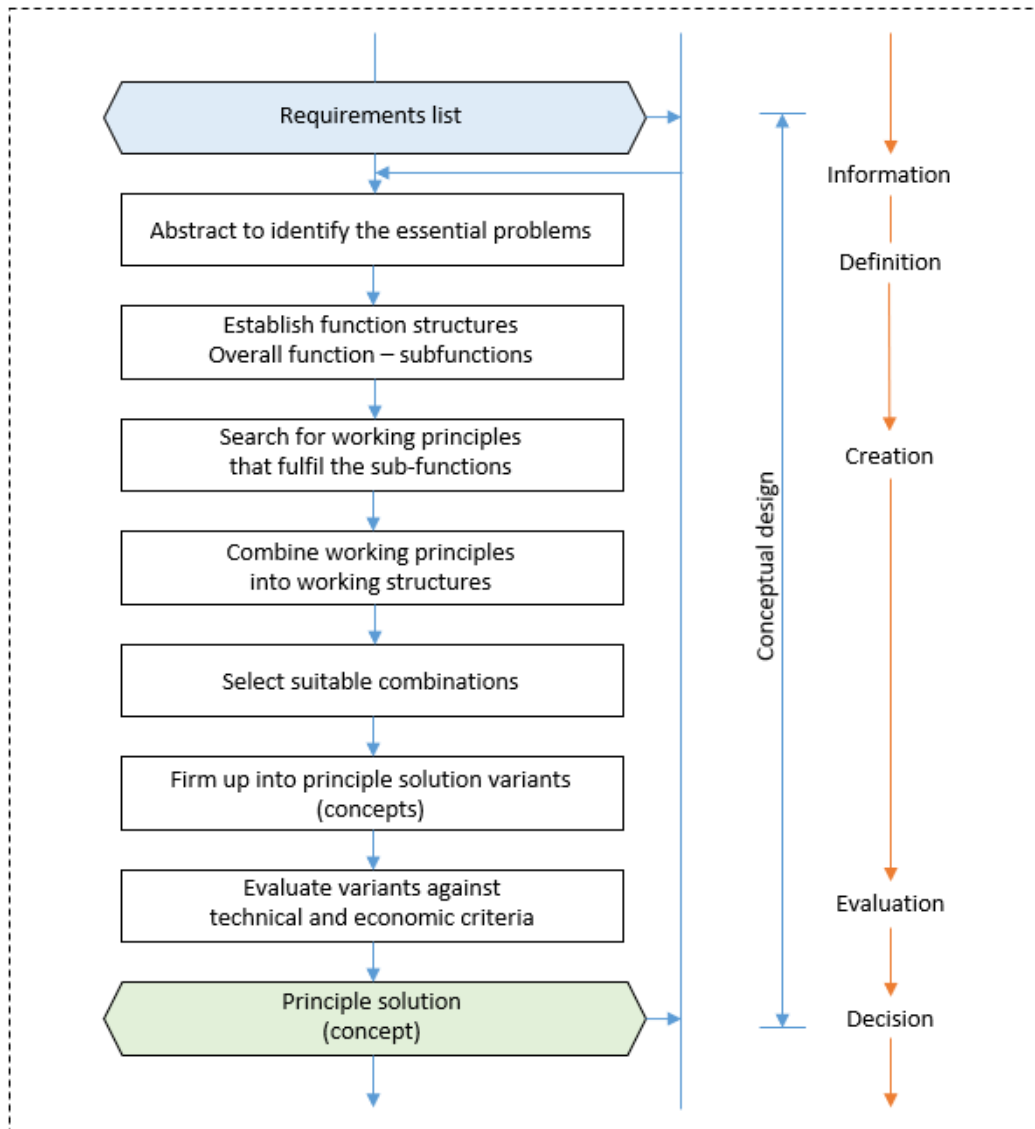 Requirements list
Abstract to identify the essential problems
Establish function structures
Overall function – subfunctions
Search for working principles
that fulfil the sub-functions
Combine working principles
into working structures
Select suitable combinations
Firm up into principle solution variants
(concepts)
Evaluate variants against
technical and economic criteria
Principle solution
(concept)
Conceptual design
Information
Definition
Creation
Evaluation
Decision